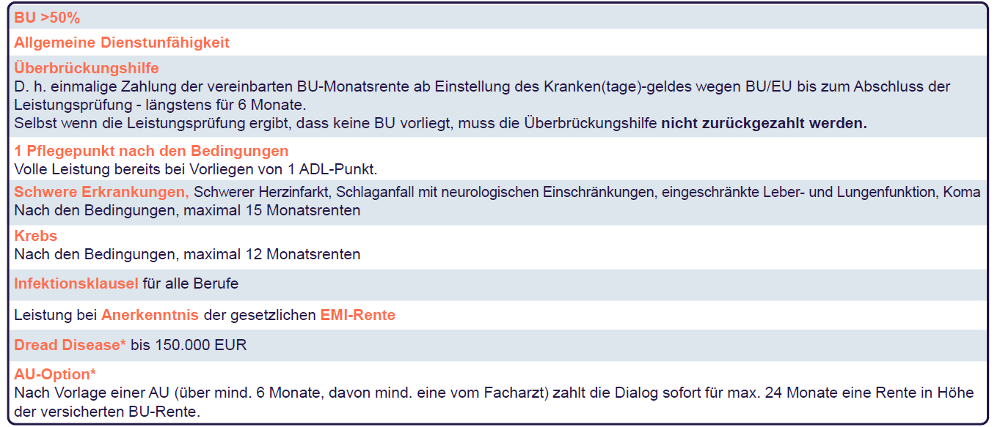 BU >50%
Allgemeine Dienstunfähigkeit
Überbrückungshilfe
D. h. einmalige Zahlung der vereinbarten BU-Monatsrente ab Einstellung des Kranken(tage)-geldes wegen BU/EU bis zum Abschluss der
Leistungsprüfung - längstens für 6 Monate.
Selbst wenn die Leistungsprüfung ergibt, dass keine BU vorliegt, muss die Überbrückungshilfe nicht zurückgezahlt werden.
1 Pflegepunkt nach den Bedingungen
Volle Leistung bereits bei Vorliegen von 1 ADL-Punkt.
Schwere Erkrankungen, Schwerer Herzinfarkt, Schlaganfall mit neurologischen Einschränkungen, eingeschränkte Leber- und Lungenfunktion, Koma
Nach den Bedingungen, maximal 15 Monatsrenten
Krebs
Nach den Bedingungen, maximal 12 Monatsrenten
Infektionsklausel für alle Berufe
Leistung bei Anerkenntnis der gesetzlichen EMI-Rente
Dread Disease* bis 150.000 EUR
AU-Option*
Nach Vorlage einer AU (über mind. 6 Monate, davon mind. eine vom Facharzt) zahlt die Dialog sofort für max. 24 Monate eine Rente in Höhe
der versicherten BU-Rente.